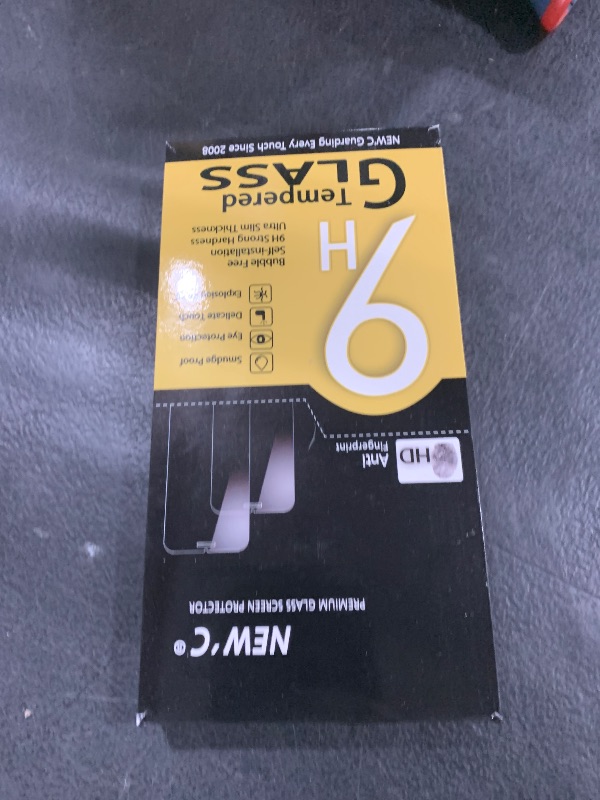 NEW'C®
PREMIUM GLASS SCREEN PROTECTOR
HD
Anti
Fingerprint
Smudge Proof
Eye Protection
Delicate Touch
9H
Bubble Free
Self-installation
9H Strong Hardness
Ultra Slim Thickness
Tempered
GLASS
NEW'C Guarding Every Touch Since 2008